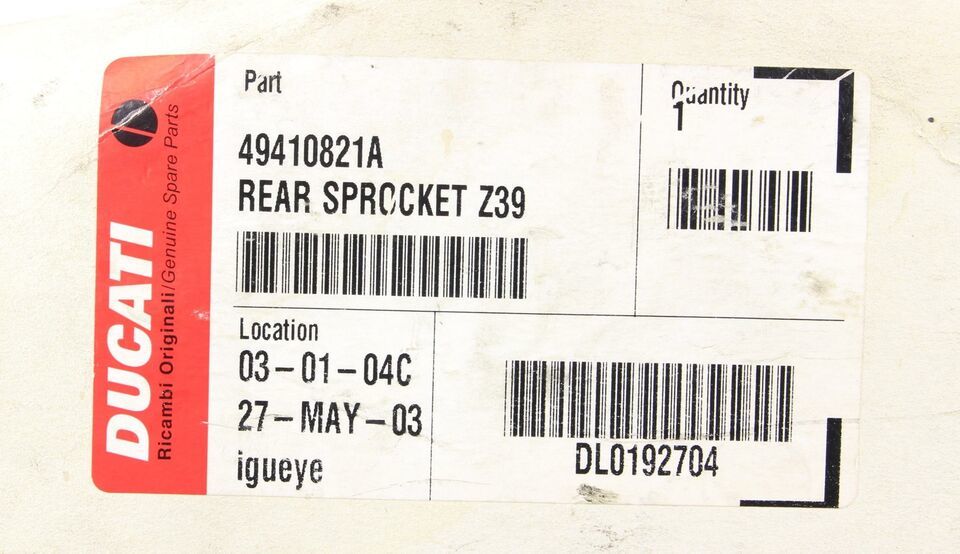 DUCATI
Ricambi Originali/Genuine Spare Parts
Part
49410821A
REAR SPROCKET Z39
Quantity
1
Location
03-01-04C
27-MAY-03
igueye
DL0192704